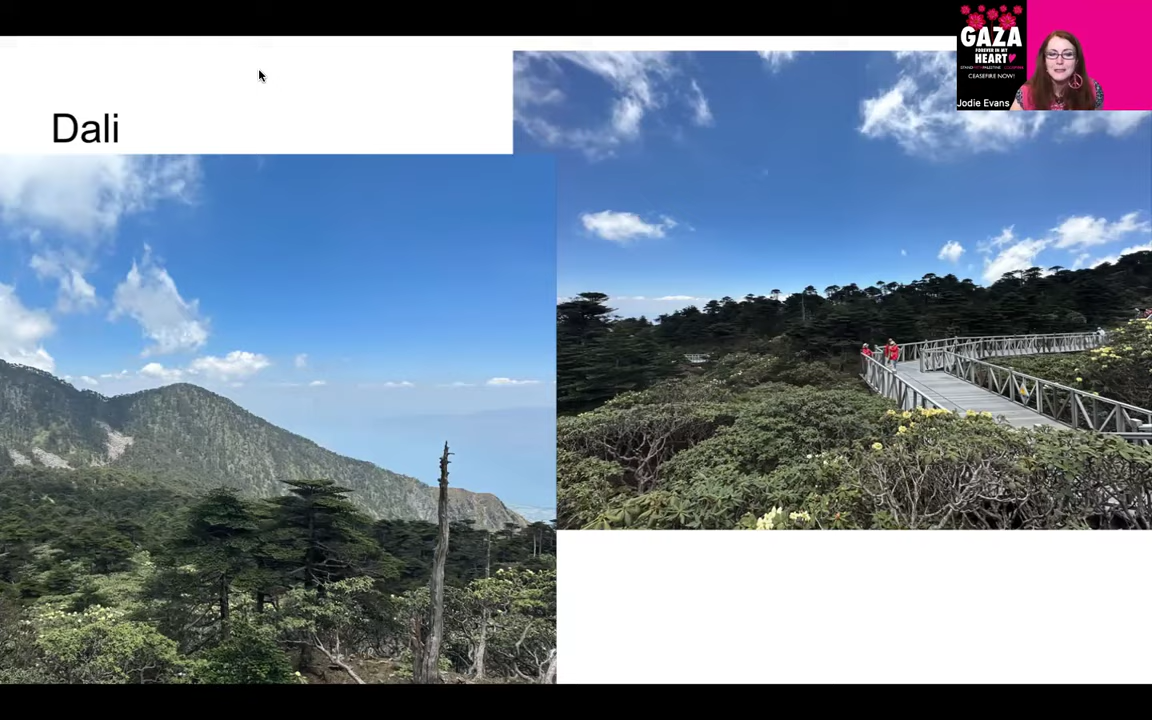 Dali
GAZA
FOREVER IN MY
HEART
CEASEFIRE NOW!
Jodie Evans